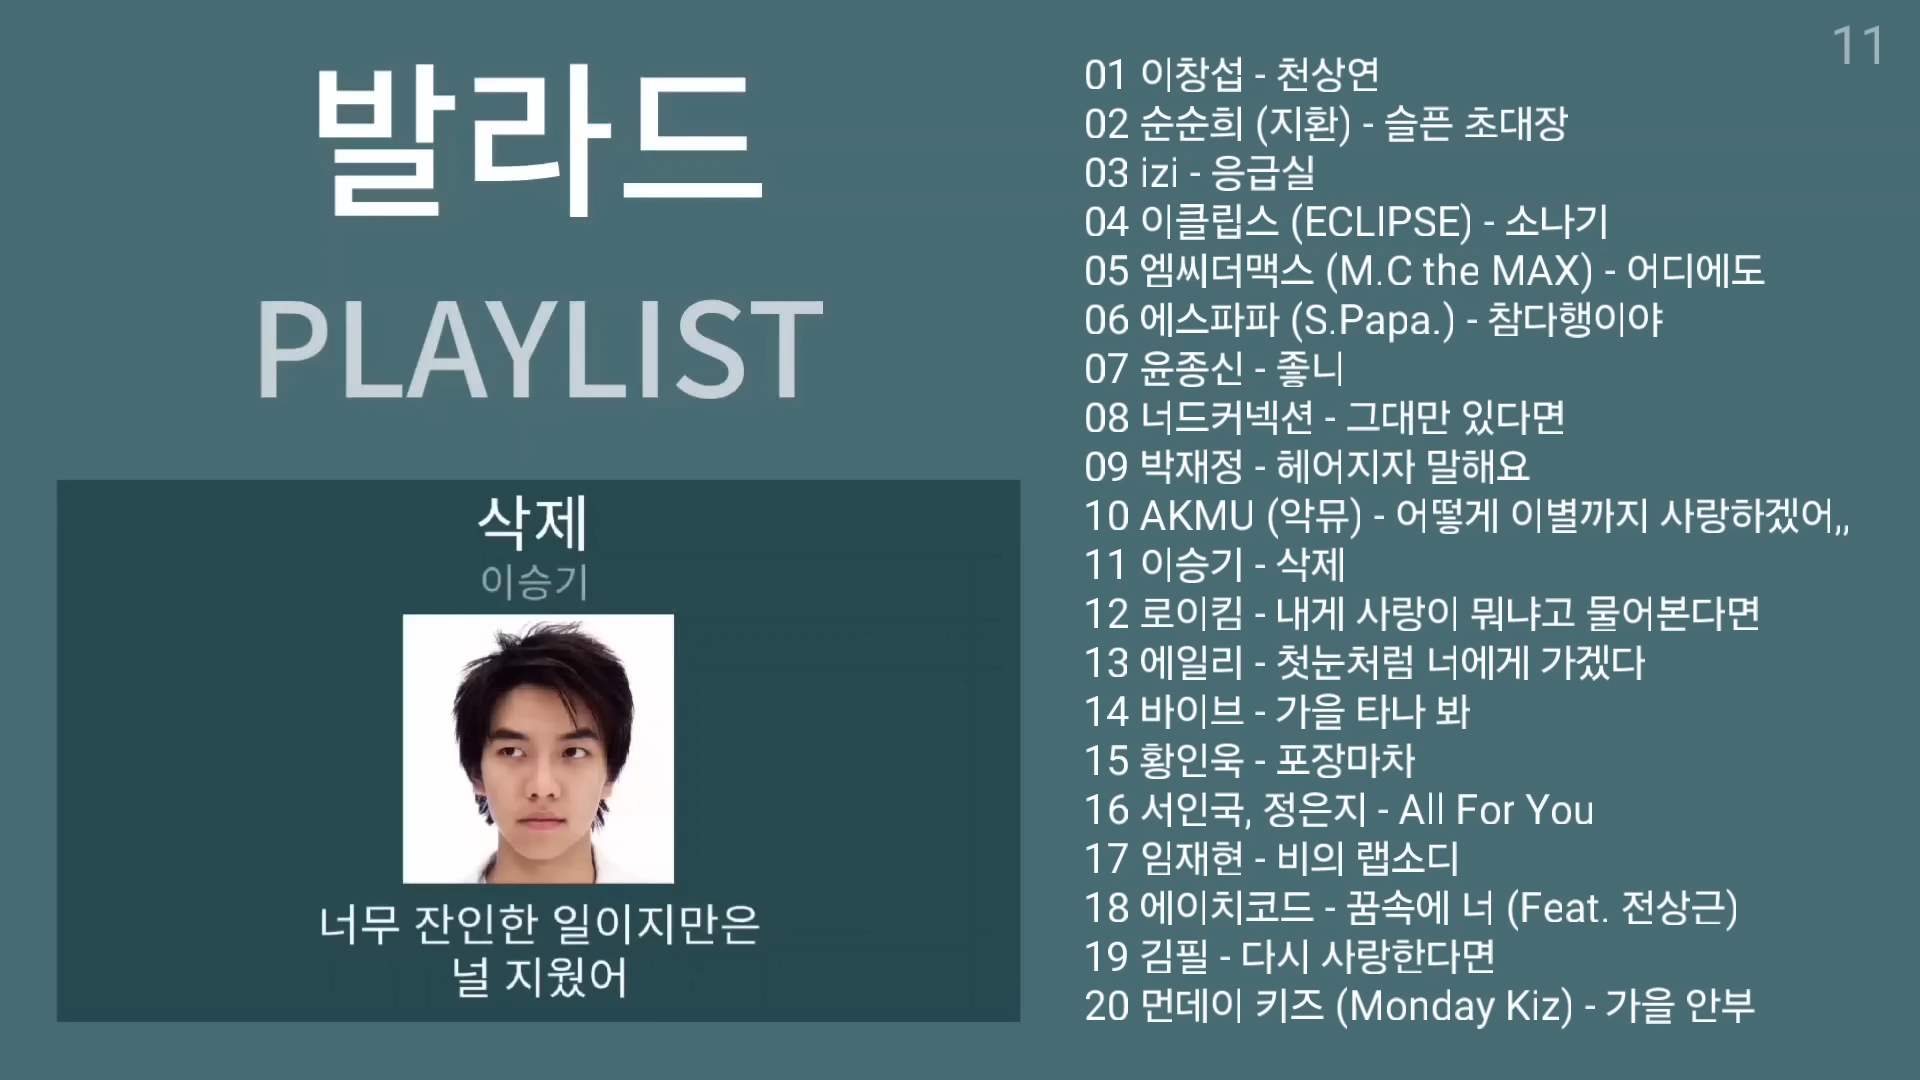 발라드
PLAYLIST
삭제
이승기
너무 잔인한 일이지만은
널 지웠어
11
01 이창섭 - 천상연
02 순순희 (지환) - 슬픈 초대장
03 izi - 응급실
04 이클립스 (ECLIPSE) - 소나기
05 엠씨더맥스 (M.C the MAX) - 어디에도
06 에스파파 (S.Papa.) - 참다행이야
07 윤종신 - 좋니
08 너드커넥션 - 그대만 있다면
09 박재정 - 헤어지자 말해요
10 AKMU (악뮤) - 어떻게 이별까지 사랑하겠어,,
11 이승기 - 삭제
12 로이킴 - 내게 사랑이 뭐냐고 물어본다면
13 에일리 - 첫눈처럼 너에게 가겠다
14 바이브 - 가을 타나 봐
15 황인욱 - 포장마차
16 서인국, 정은지 - All For You
17 임재현 - 비의 랩소디
18 에이치코드 - 꿈속에 너 (Feat. 전상근)
19 김필 - 다시 사랑한다면
20 먼데이 키즈 (Monday Kiz) - 가을 안부